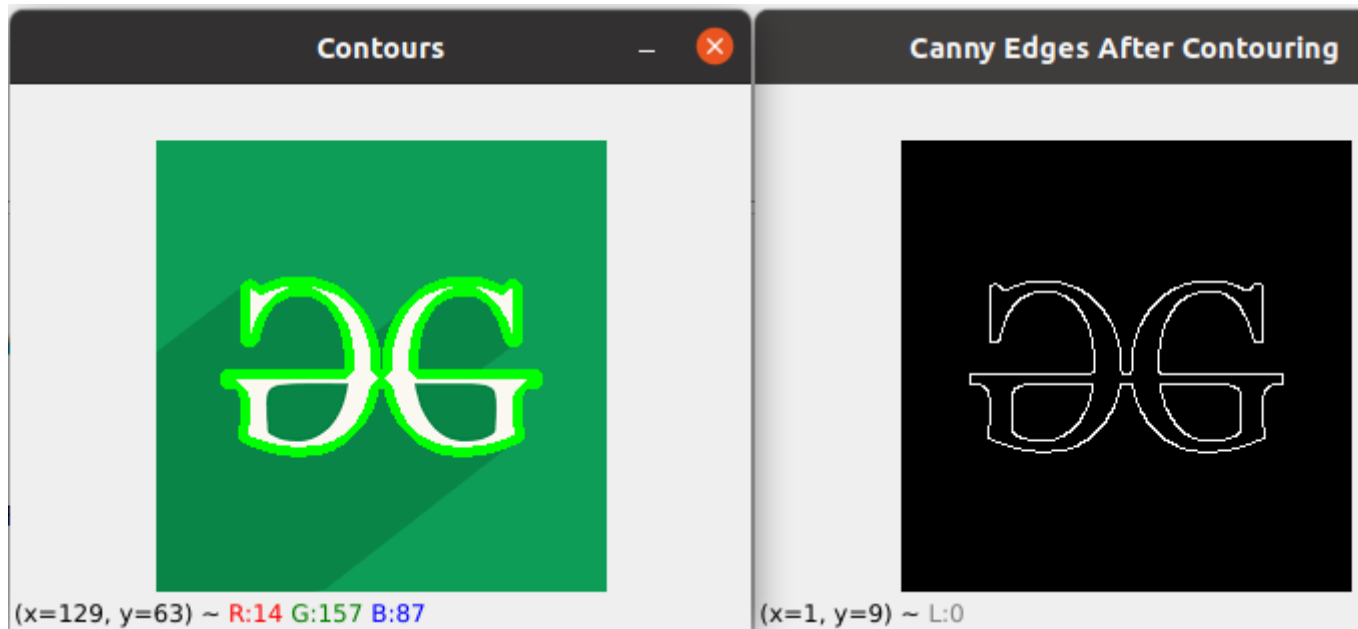 Contours
Canny Edges After Contouring
(x=129, y=63) ~ R:14 G:157 B:87
(x=1, y=9) ~ L:0